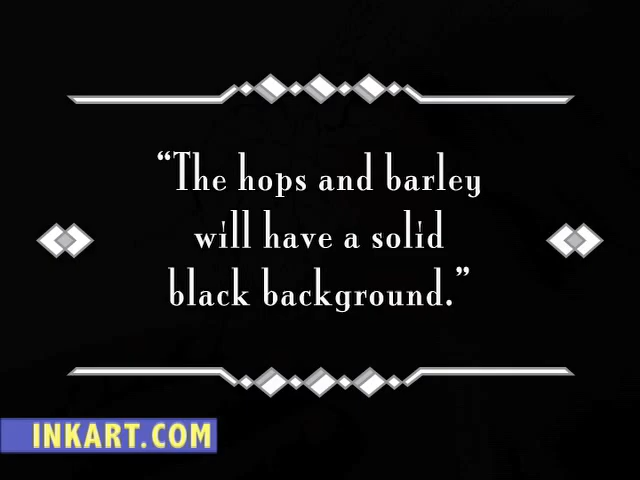 “The hops and barley
will have a solid
black background.”
INKART.COM